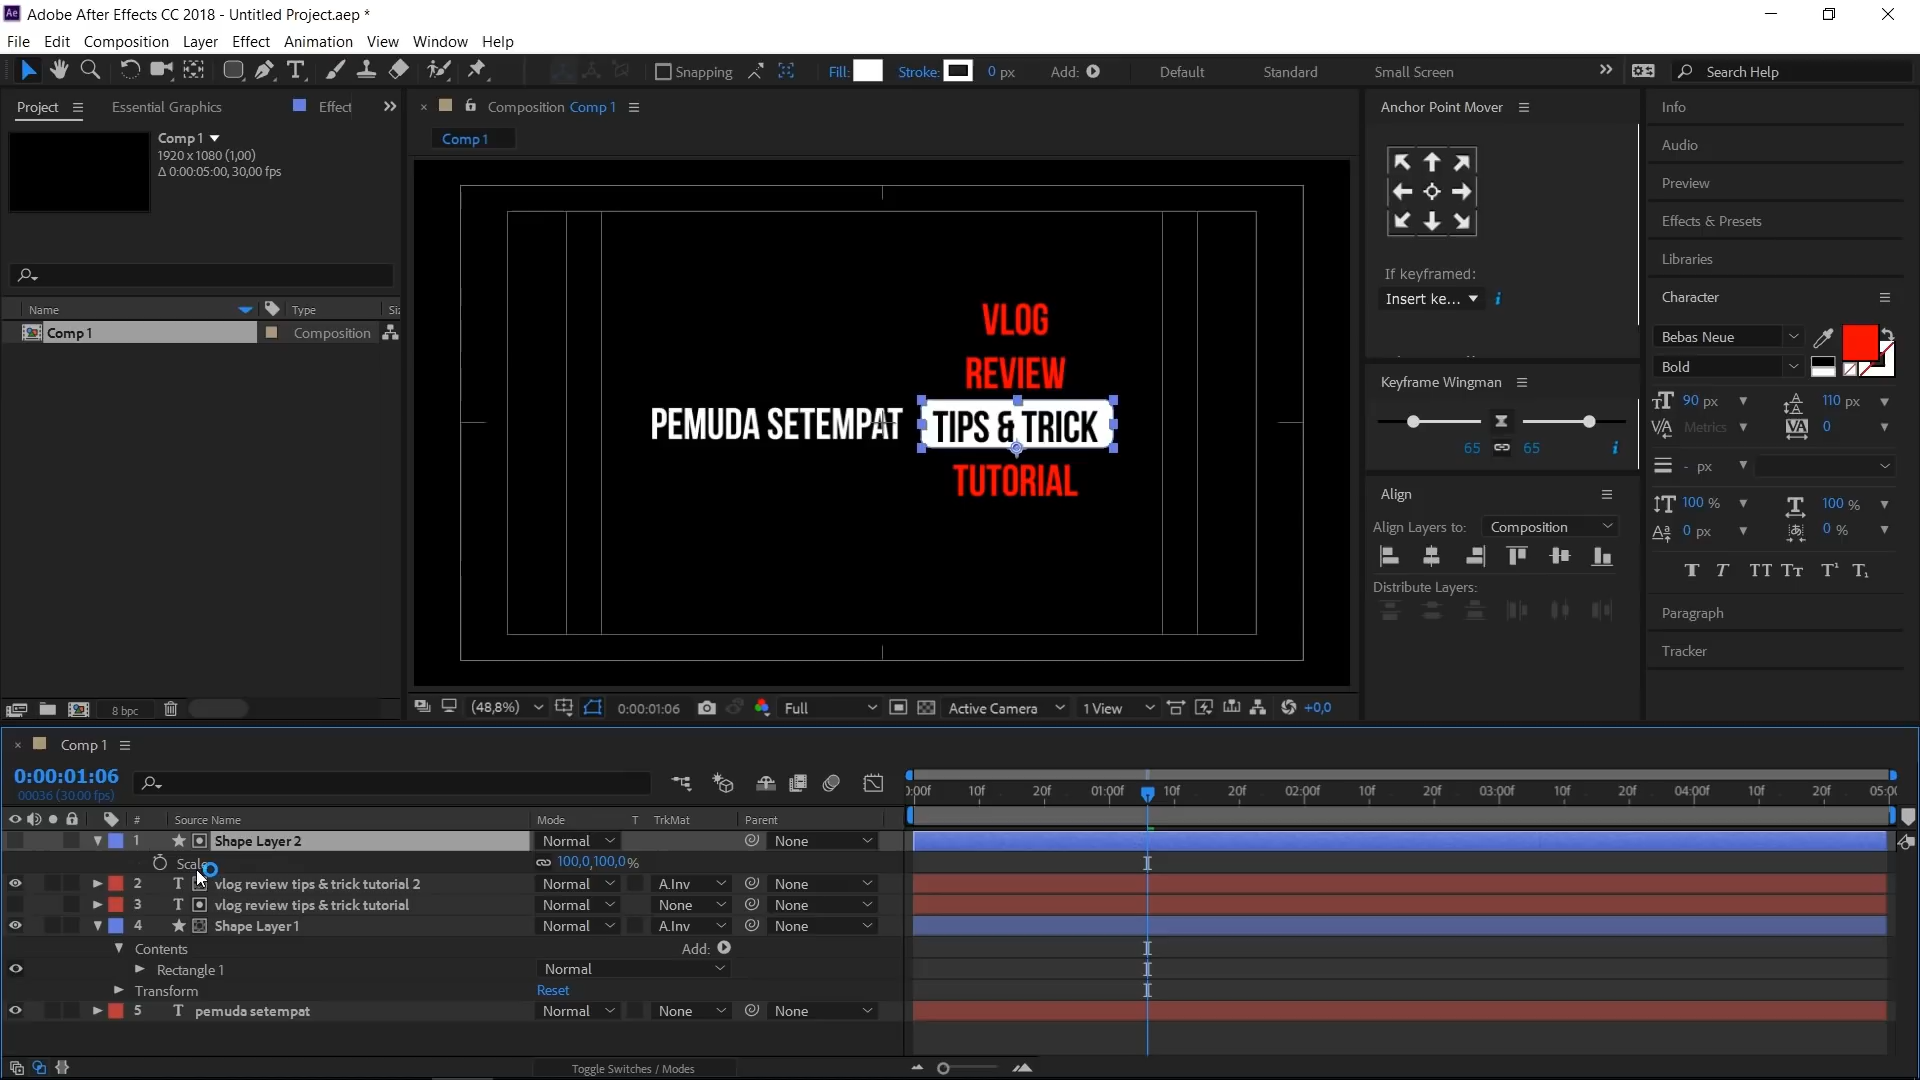 Adobe After Effects CC 2018 - Untitled Project.aep *
File Edit Composition Layer Effect Animation View Window Help
Snapping Fill: Stroke: 0 px Add: Default Standard Small Screen Search Help
Project Essential Graphics Effect
Composition Comp 1
Anchor Point Mover
Info
Comp 1
1920 x 1080 (1,00)
Δ 0:00:05:00, 30,00 fps
Comp 1
Audio
Preview
Effects & Presets
Libraries
If keyframed:
Insert ke...
Character
Name Type Siz
Comp 1 Composition
VLOG
REVIEW
PEMUDA SETEMPAT
TIPS & TRICK
TUTORIAL
Bebas Neue
Bold
Keyframe Wingman
65 65
90 px 110 px
Metrics 0
- px
Align
Align Layers to: Composition
Distribute Layers:
100 % 100 %
0 px 0 %
T T TT Tt T¹ T₁
Paragraph
Tracker
8 bpc
(48,8%) 0:00:01:06 Full Active Camera 1 View +0,0
Comp 1
0:00:01:06
00036 (30.00 fps)
:00f 10f 20f 01:00f 10f 20f 02:00f 10f 20f 03:00f 10f 20f 04:00f 10f 20f 05:0
# Source Name Mode T TrkMat Parent
1 Shape Layer 2 Normal None
Scale 100,0,100,0%
2 T vlog review tips & trick tutorial 2 Normal A.Inv None
3 T vlog review tips & trick tutorial Normal None None
4 Shape Layer 1 Normal A.Inv None
Contents Add:
Rectangle 1 Normal
Transform Reset
5 T pemuda setempat Normal None None
Toggle Switches / Modes